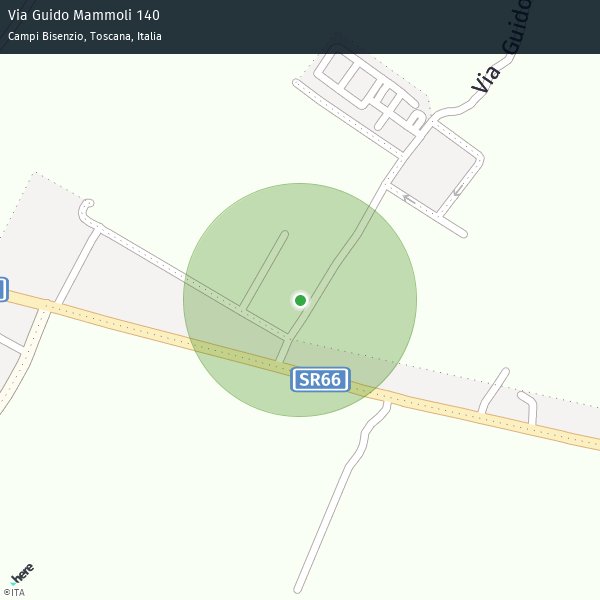 Via Guido Mammoli 140
Campi Bisenzio, Toscana, Italia
Via Guido
SR66
here
©ITA